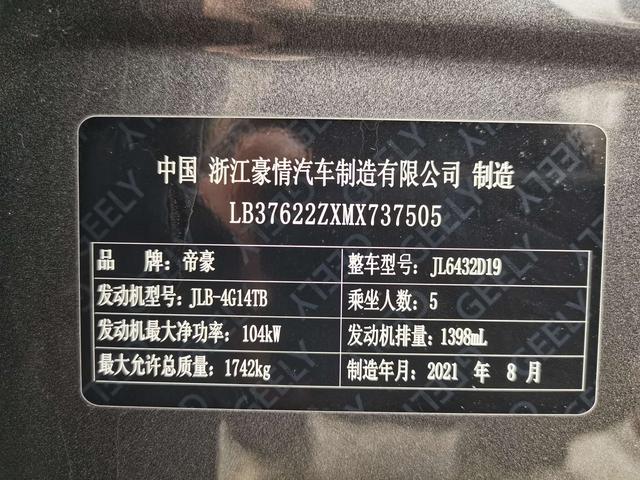 中国 浙江豪情汽车制造有限公司 制造
LB37622ZXMX737505
品 牌:帝豪 整车型号:JL6432D19
发动机型号:JLB-4G14TB 乘坐人数:5
发动机最大净功率:104kW 发动机排量:1398mL
最大允许总质量:1742kg 制造年月:2021 年 8 月
GEELY